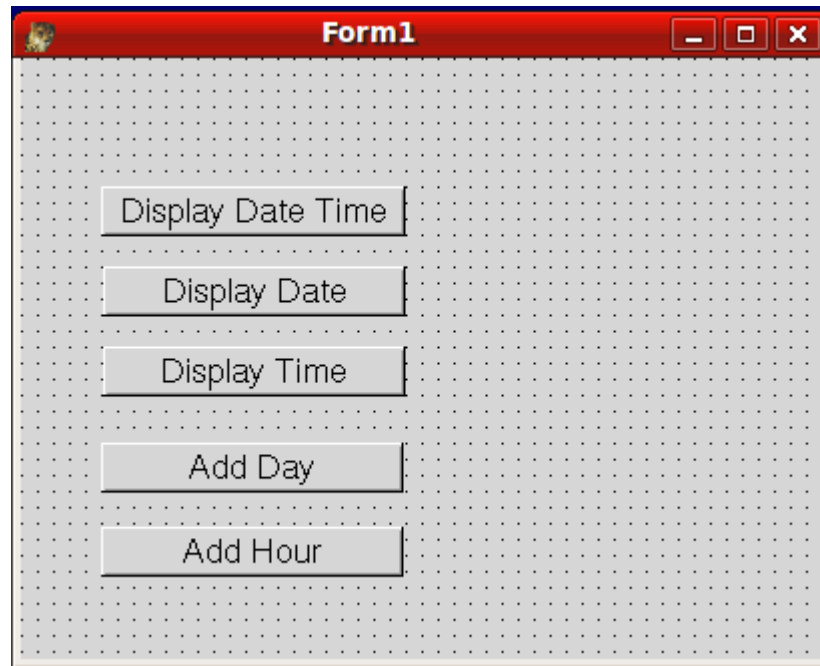 Form1
Display Date Time
Display Date
Display Time
Add Day
Add Hour